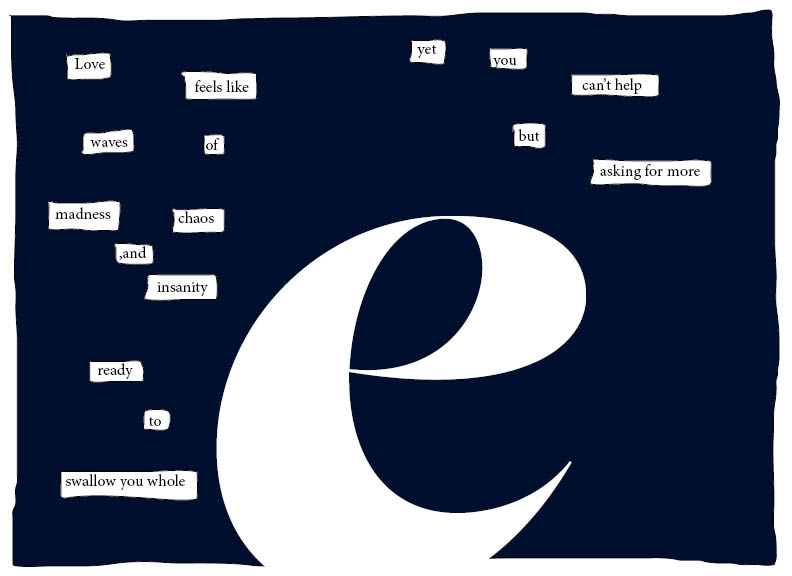 Love
feels like
waves of
madness chaos
,and
insanity
ready
to
swallow you whole
yet you
can't help
but
asking for more
e